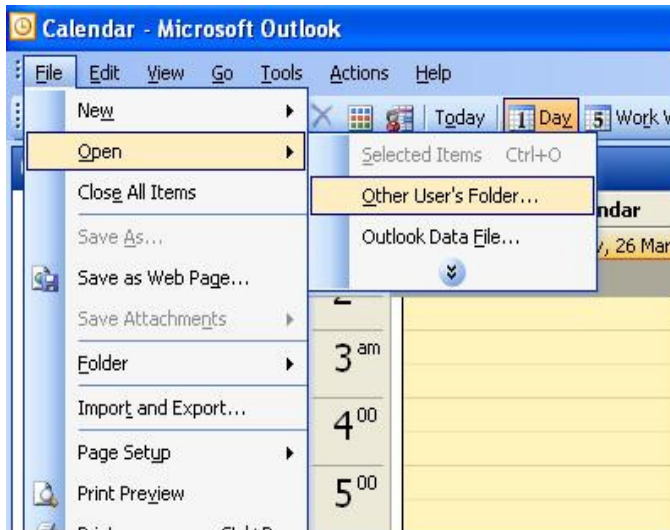 Calendar - Microsoft Outlook
File Edit View Go Tools Actions Help
Today 1 Day 5 Work
New
Open
Selected Items Ctrl+O
Close All Items
Other User's Folder...
ndar
Save As...
Outlook Data File...
, 26 Mar
Save as Web Page...
Save Attachments
3 am
Folder
Import and Export...
4 00
Page Setup
5 00
Print Preview